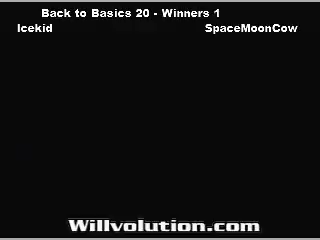 Back to Basics 20 - Winners 1
Icekid SpaceMoonCow
Willvolution.com